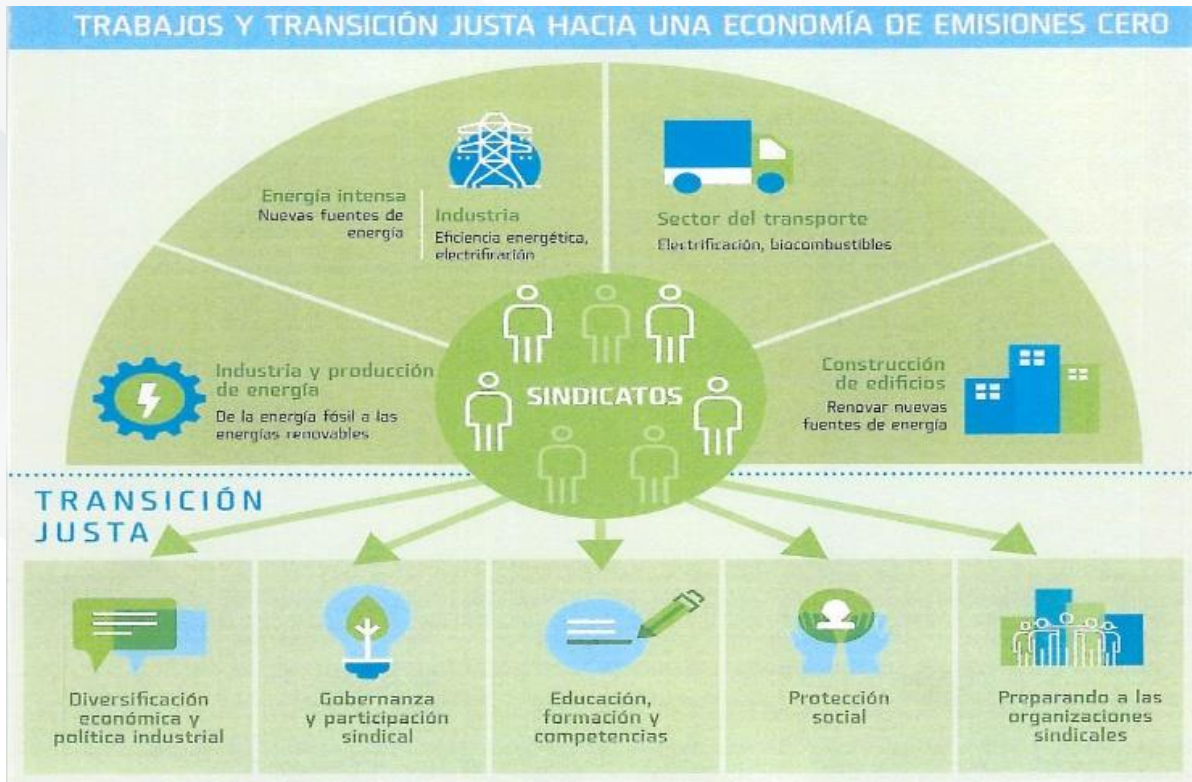 TRABAJOS Y TRANSICIÓN JUSTA HACIA UNA ECONOMÍA DE EMISIONES CERO
Energía intensa
Nuevas fuentes de
energía
Industria
Eficiencia energética,
electrificación
Sector del transporte
Electrificación, biocombustibles
Industria y producción
de energía
De la energía fósil a las
energías renovables
SINDICATOS
Construcción
de edificios
Renovar nuevas
fuentes de energía
TRANSICIÓN
JUSTA
Diversificación
económica y
política industrial
Gobernanza
y participación
sindical
Educación,
formación y
competencias
Protección
social
Preparando a las
organizaciones
sindicales